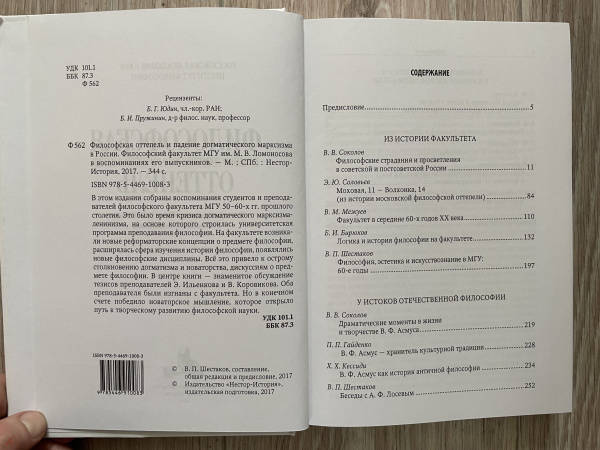 УДК 101.1
ББК 87.3
Ф 562
Рецензенты:
Б. Г. Юдин, чл.-кор. РАН;
Б. И. Пружинин, д-р филос. наук, профессор
Ф 562 Философская оттепель и падение догматического марксизма
в России. Философский факультет МГУ им. М. В. Ломоносова
в воспоминаниях его выпускников. — М. ; СПб. : Нестор-
История, 2017. — 344 с.
ISBN 978-5-4469-1008-3
В этом издании собраны воспоминания студентов и препода-
вателей философского факультета МГУ 50–60-х гг. прошлого
столетия. Это было время кризиса догматического марксизма-
ленинизма, на основе которого строилась университетская
программа преподавания философии. На факультете возника-
ли новые реформаторские концепции о предмете философии,
расширялась сфера изучения истории философии, появлялись
новые философские дисциплины. Всё это привело к острому
столкновению догматизма и новаторства, дискуссиям о пред-
мете философии. В центре книги — знаменитое обсуждение
тезисов преподавателей Э. Ильенкова и В. Коровикова. Оба
преподавателя были изгнаны с факультета. Но в конечном
счете победило новаторское мышление, которое открыло
путь к творческому развитию философской науки.
УДК 101.1
ББК 87.3
ISBN 978-5-4469-1008-3
9785446910083
© В. П. Шестаков, составление,
общая редакция и предисловие, 2017
© Издательство «Нестор-История»,
издательская подготовка, 2017
СОДЕРЖАНИЕ
Предисловие 5
ИЗ ИСТОРИИ ФАКУЛЬТЕТА
В. В. Соколов
Философские страдания и просветления
в советской и постсоветской России 11
Э. Ю. Соловьев
Моховая, 11 — Волхонка, 14
(из истории московской философской оттепели) 84
В. М. Межуев
Факультет в середине 60-х годов XX века 110
Б. И. Бирюков
Логика и история философии на факультете 132
В. П. Шестаков
Философия, эстетика и искусствознание в МГУ:
60-е годы 197
У ИСТОКОВ ОТЕЧЕСТВЕННОЙ ФИЛОСОФИИ
В. В. Соколов
Драматические моменты в жизни
и творчестве В. Ф. Асмуса 219
П. П. Гайденко
В. Ф. Асмус — хранитель культурной традиции 228
Х. Х. Кессиди
В. Ф. Асмус как историк античной философии 234
В. П. Шестаков
Беседы с А. Ф. Лосевым 252